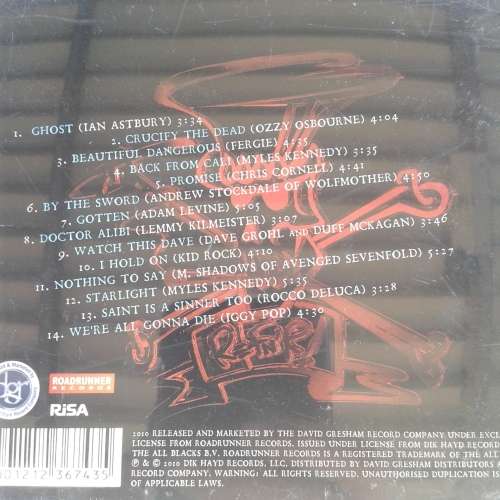 1. GHOST (IAN ASTBURY) 3:34
2. CRUCIFY THE DEAD (OZZY OSBOURNE) 4:04
3. BEAUTIFUL DANGEROUS (FERGIE) 4:35
4. BACK FROM CALI (MYLES KENNEDY) 3:35
5. PROMISE (CHRIS CORNELL) 4:41
6. BY THE SWORD (ANDREW STOCKDALE OF WOLFMOTHER) 4:50
7. GOTTEN (ADAM LEVINE) 5:05
8. DOCTOR ALIBI (LEMMY KILMEISTER) 3:07
9. WATCH THIS DAVE (DAVE GROHL AND DUFF MCKAGAN) 3:46
10. I HOLD ON (KID ROCK) 4:10
11. NOTHING TO SAY (M. SHADOWS OF AVENGED SEVENFOLD) 5:27
12. STARLIGHT (MYLES KENNEDY) 5:35
13. SAINT IS A SINNER TOO (ROCCO DELUCA) 3:28
14. WE'RE ALL GONNA DIE (IGGY POP) 4:30
R&FNR
dgr
ROADRUNNER
RECORDS
RiSA
2010 RELEASED AND MARKETED BY THE DAVID GRESHAM RECORD COMPANY UNDER EXCL
LICENSE FROM ROADRUNNER RECORDS. ISSUED UNDER LICENSE FROM DIK HAYD RECORD
THE ALL BLACKS B.V. ROADRUNNER RECORDS IS A REGISTERED TRADEMARK OF THE ALL
℗ & © 2010 DIK HAYD RECORDS, LLC. DISTRIBUTED BY DAVID GRESHAM DISTRIBUTORS
RECORD COMPANY. WARNING: ALL RIGHTS RESERVED. UNAUTHORISED DUPLICATION IS
OF APPLICABLE LAWS.
01212 367435